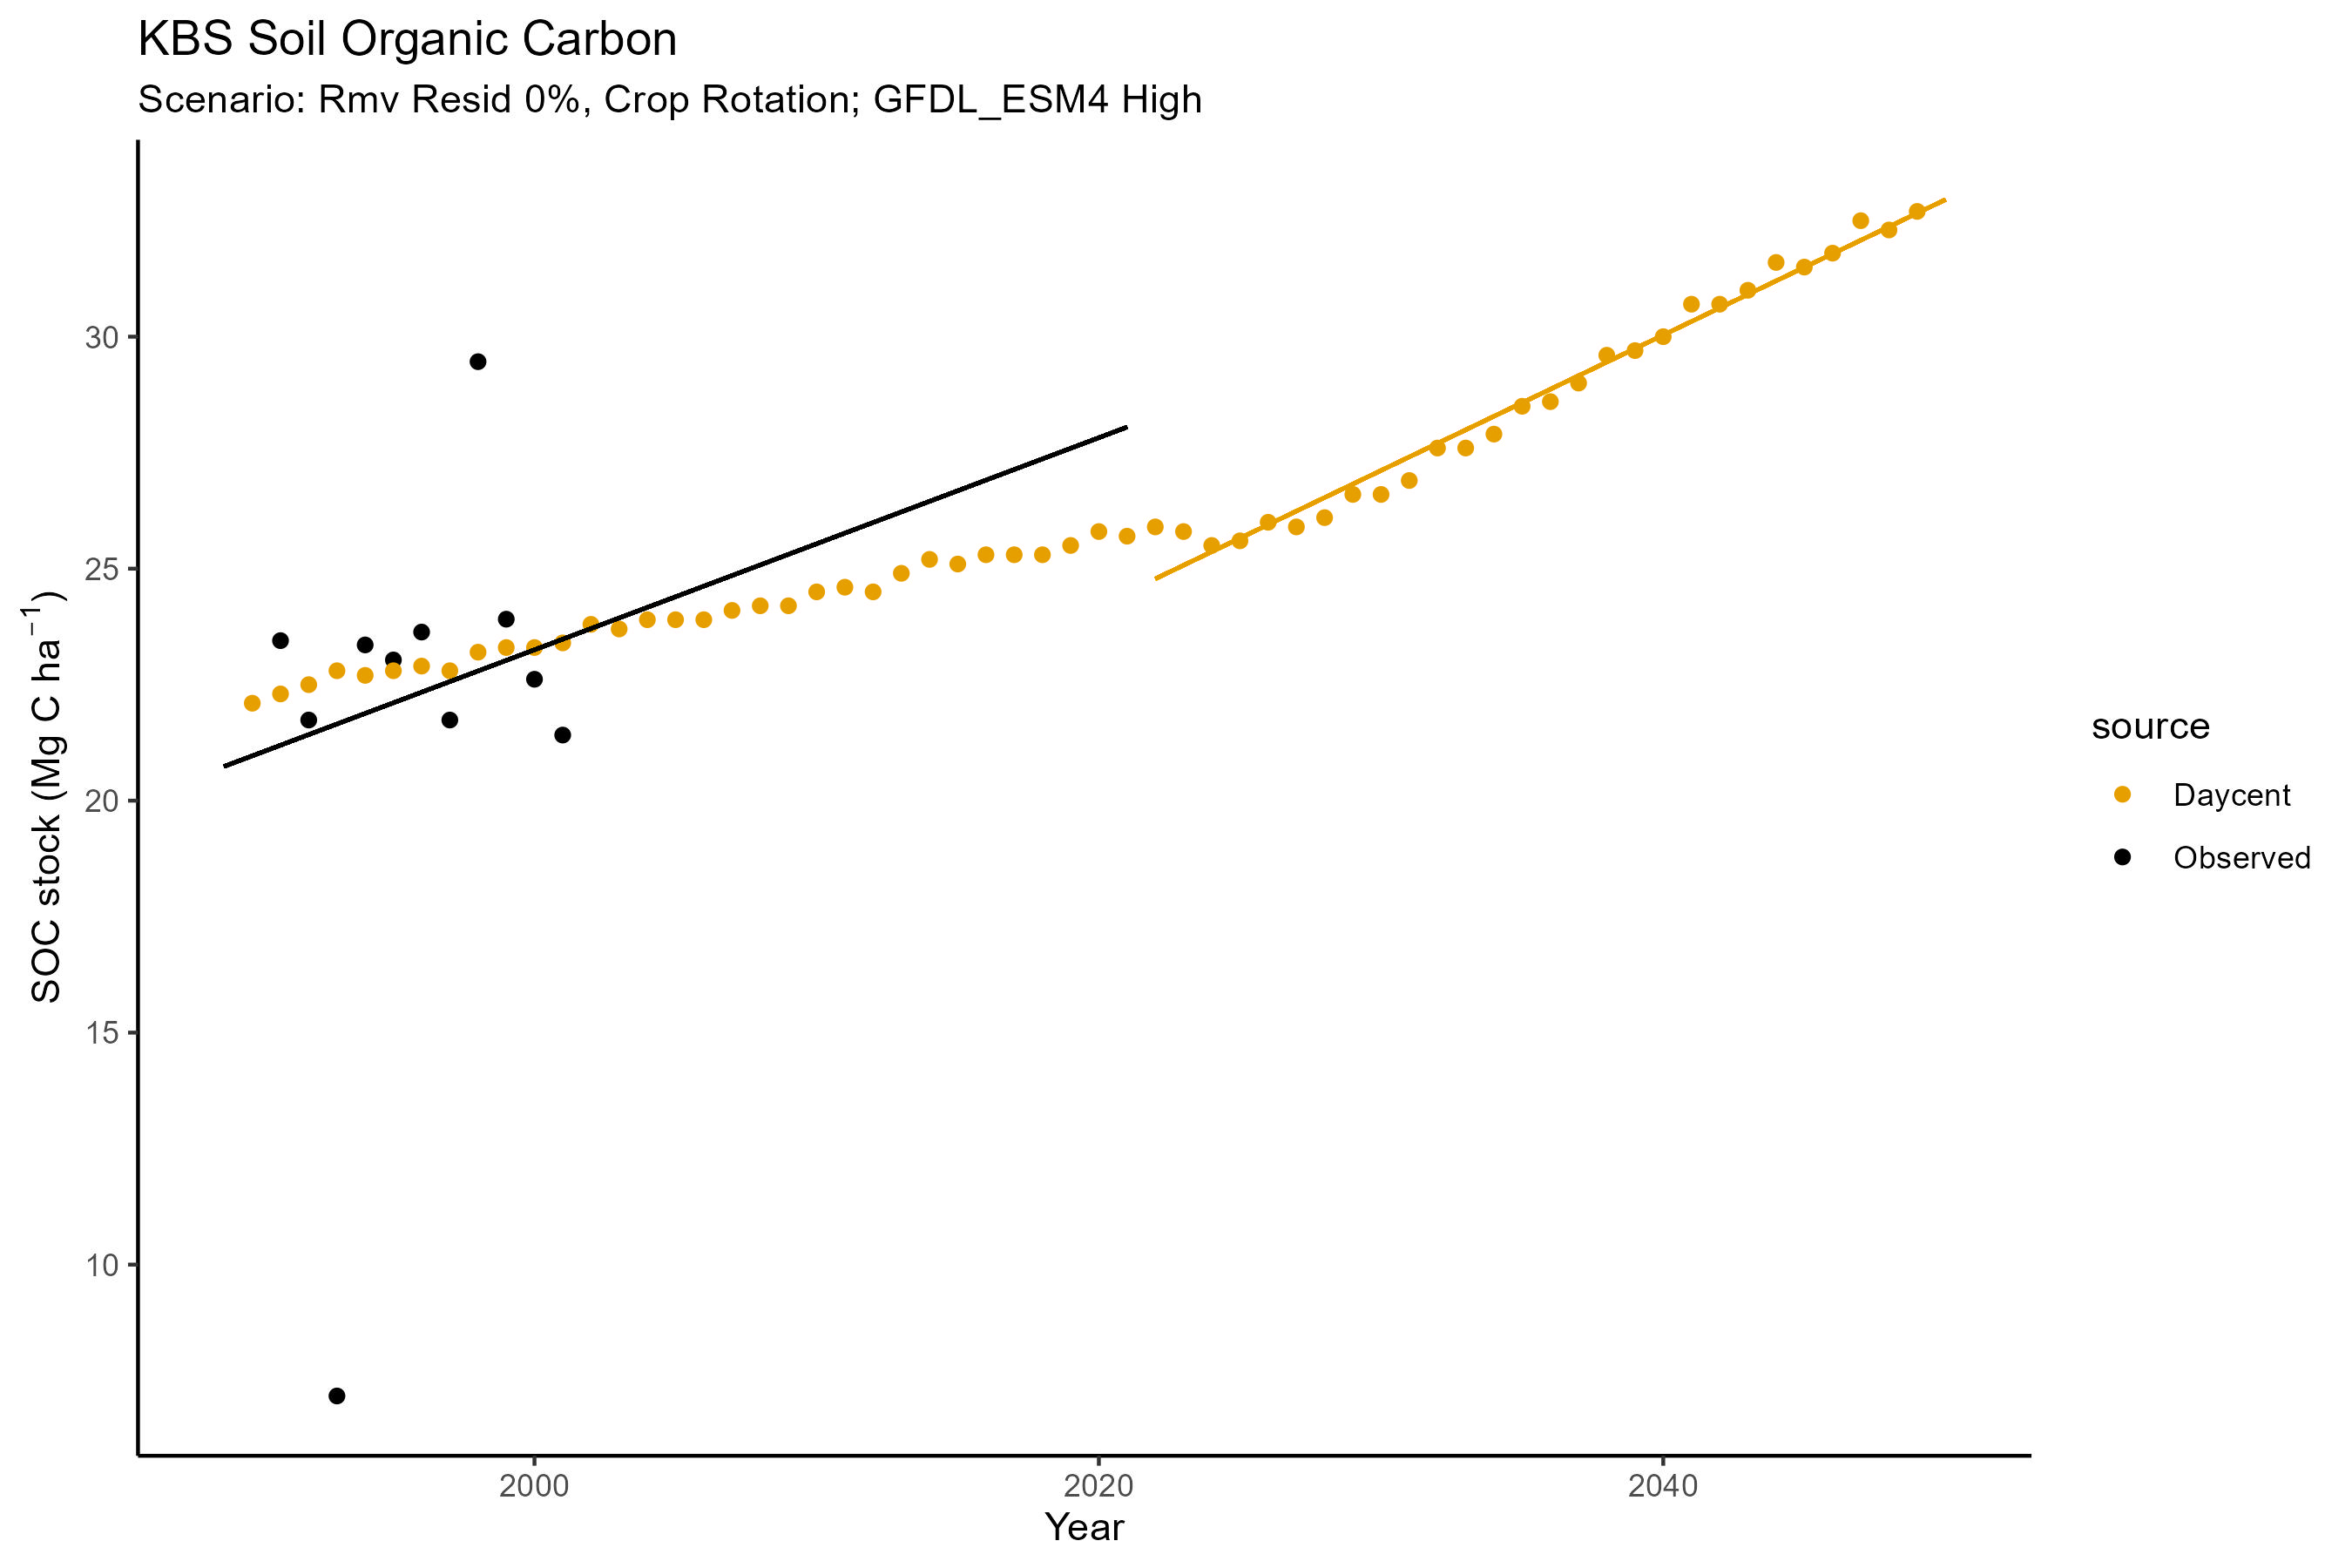 KBS Soil Organic Carbon
Scenario: Rmv Resid 0%, Crop Rotation; GFDL_ESM4 High
SOC stock (Mg C ha⁻¹)
30
25
20
15
10
2000
2020
2040
Year
source
Daycent
Observed